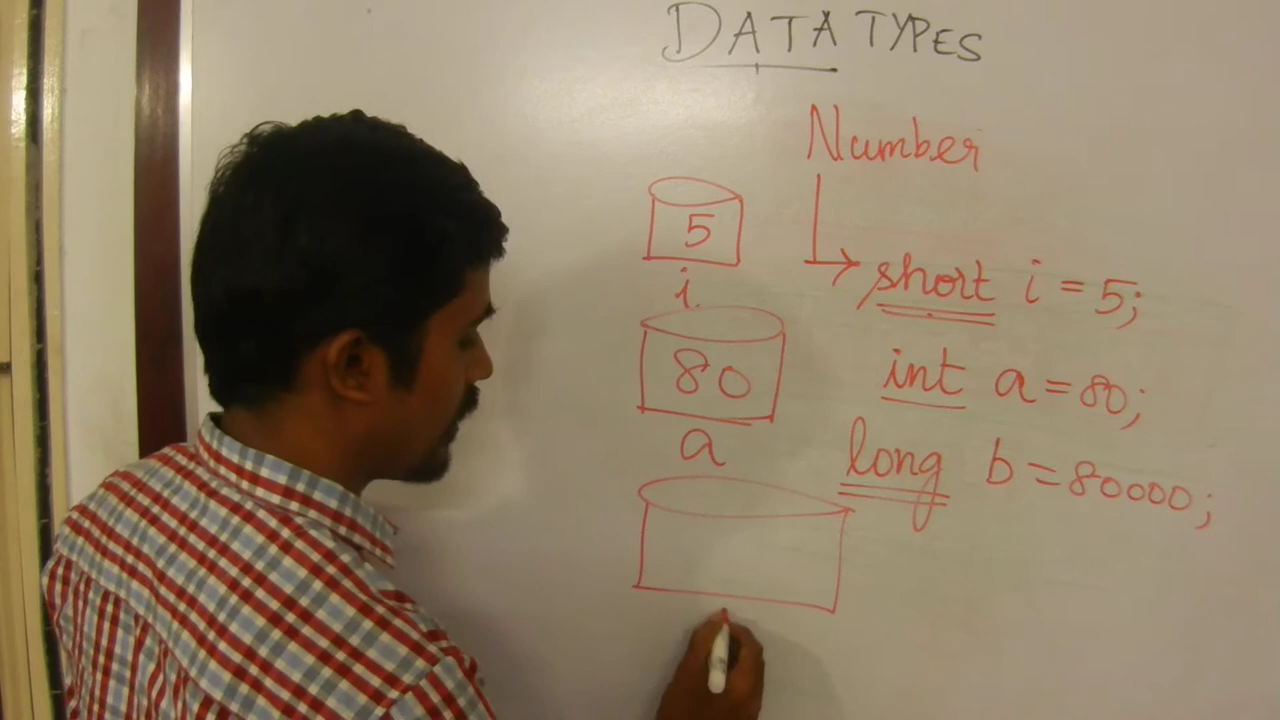 DATA TYPES
Number
5
short i = 5;
i
80
int a = 80;
a
long b = 80000;